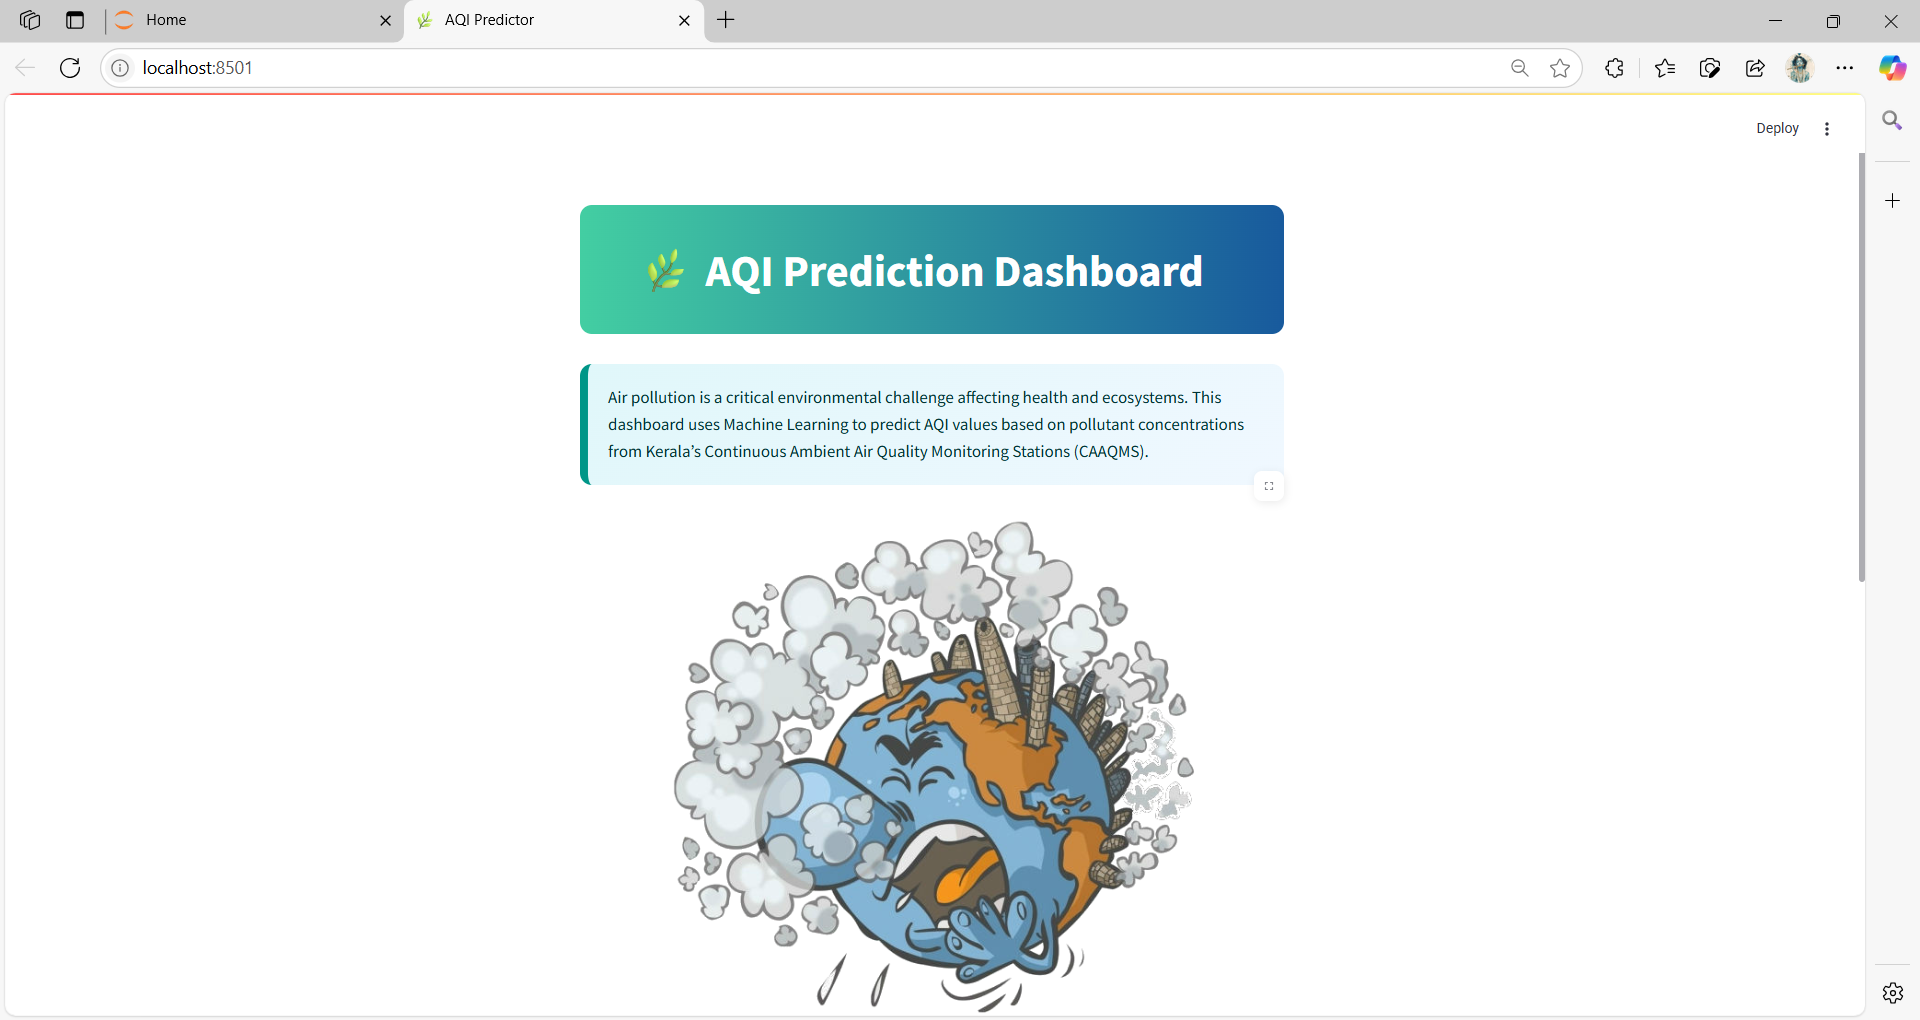 Home
AQI Predictor
localhost:8501
Deploy
AQI Prediction Dashboard
Air pollution is a critical environmental challenge affecting health and ecosystems. This
dashboard uses Machine Learning to predict AQI values based on pollutant concentrations
from Kerala’s Continuous Ambient Air Quality Monitoring Stations (CAAQMS).